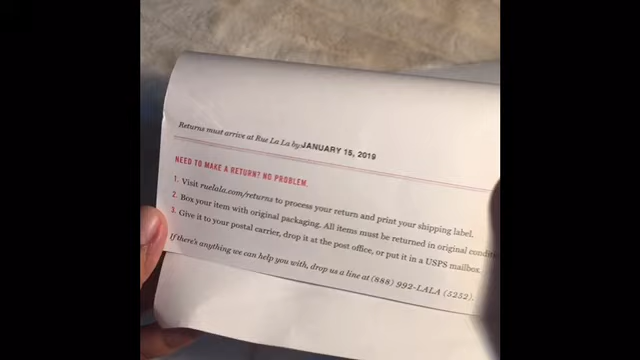 Returns must arrive at Rue La La by: JANUARY 15, 2019
NEED TO MAKE A RETURN? NO PROBLEM.
1. Visit ruelala.com/returns to process your return and print your shipping label.
2. Box your item with original packaging. All items must be returned in original
3. Give it to your postal carrier, drop it at the post office, or put it in a USPS mailbox.
If there's anything we can help you with, drop us a line at (888) 992-LALA (5252).